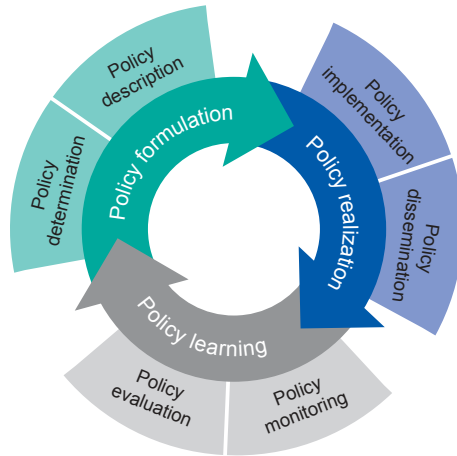 Policy
description
Policy
determination
Policy formulation
Policy
implementation
Policy
dissemination
Policy realization
Policy learning
Policy
evaluation
Policy
monitoring